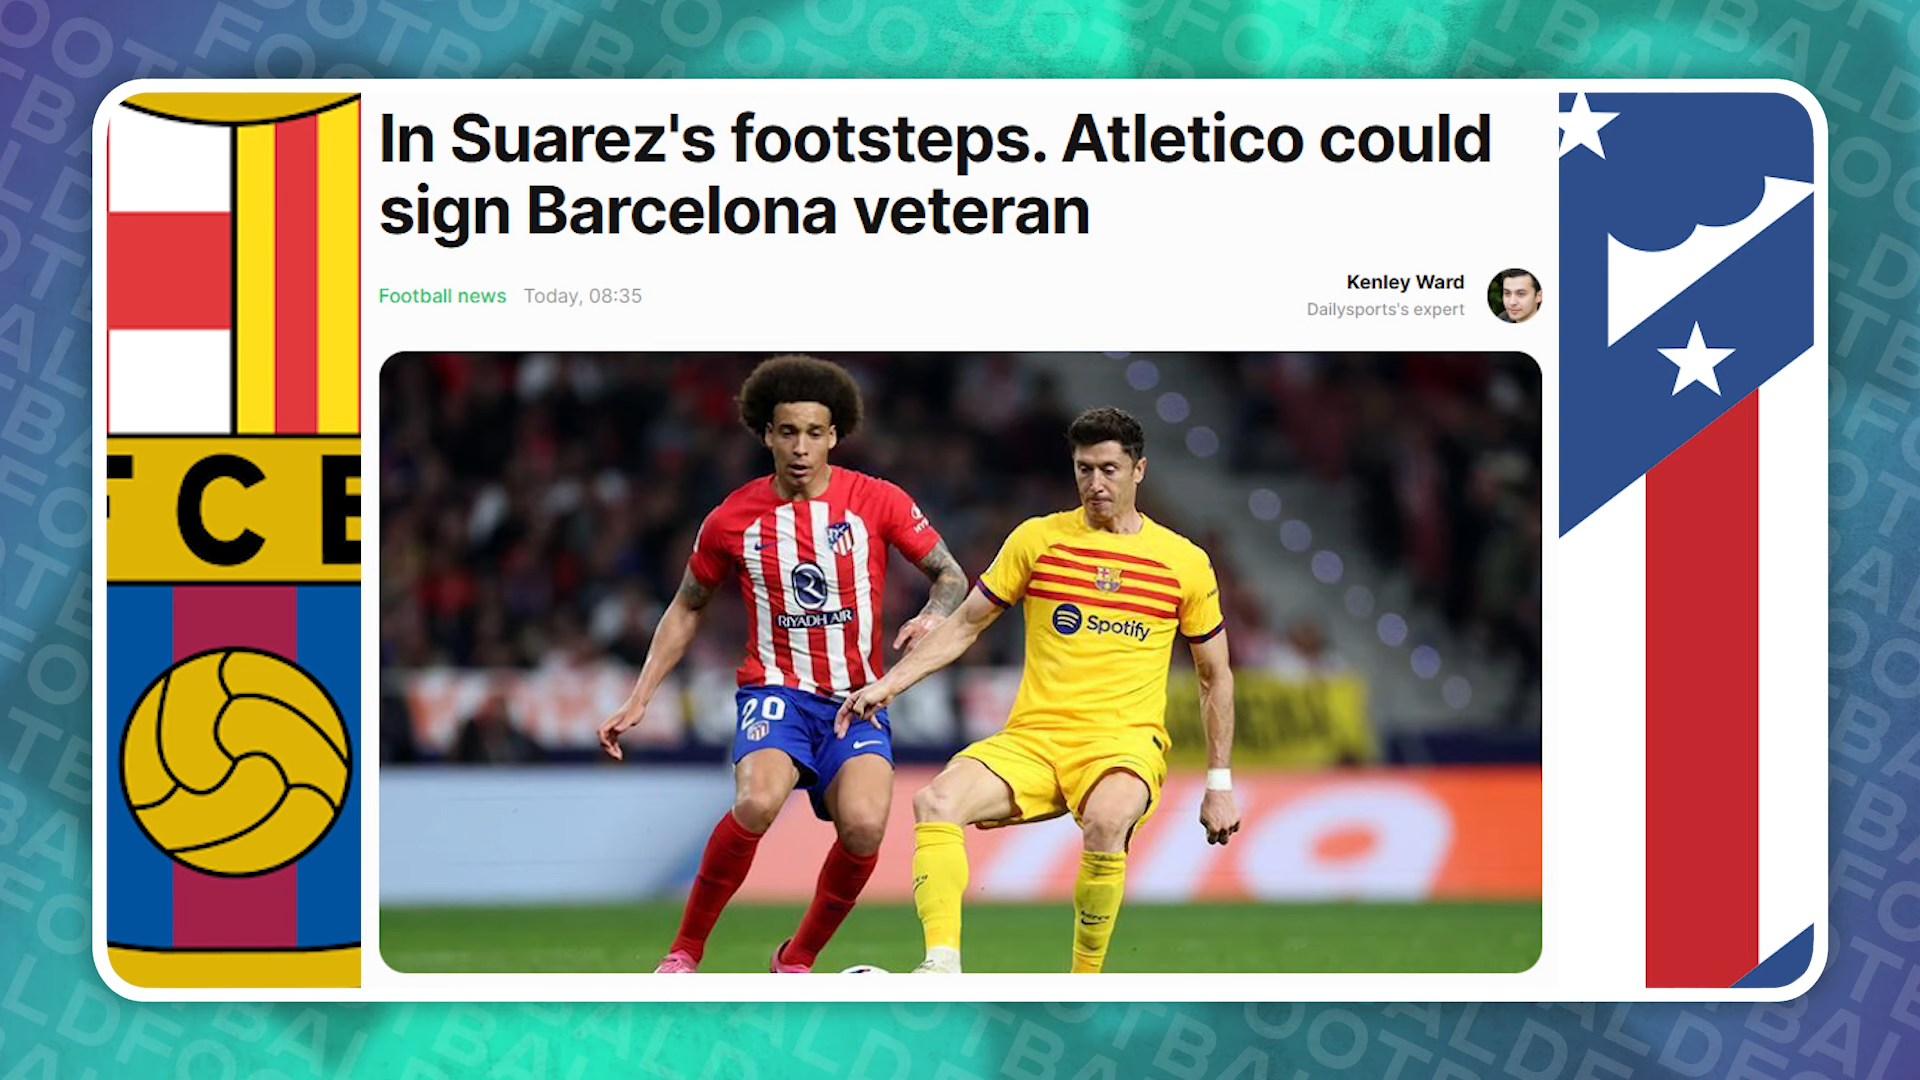 In Suarez's footsteps. Atletico could
sign Barcelona veteran
Football news Today, 08:35
Kenley Ward
Dailysports's expert
FCB
20
RIYADH AIR
Spotify